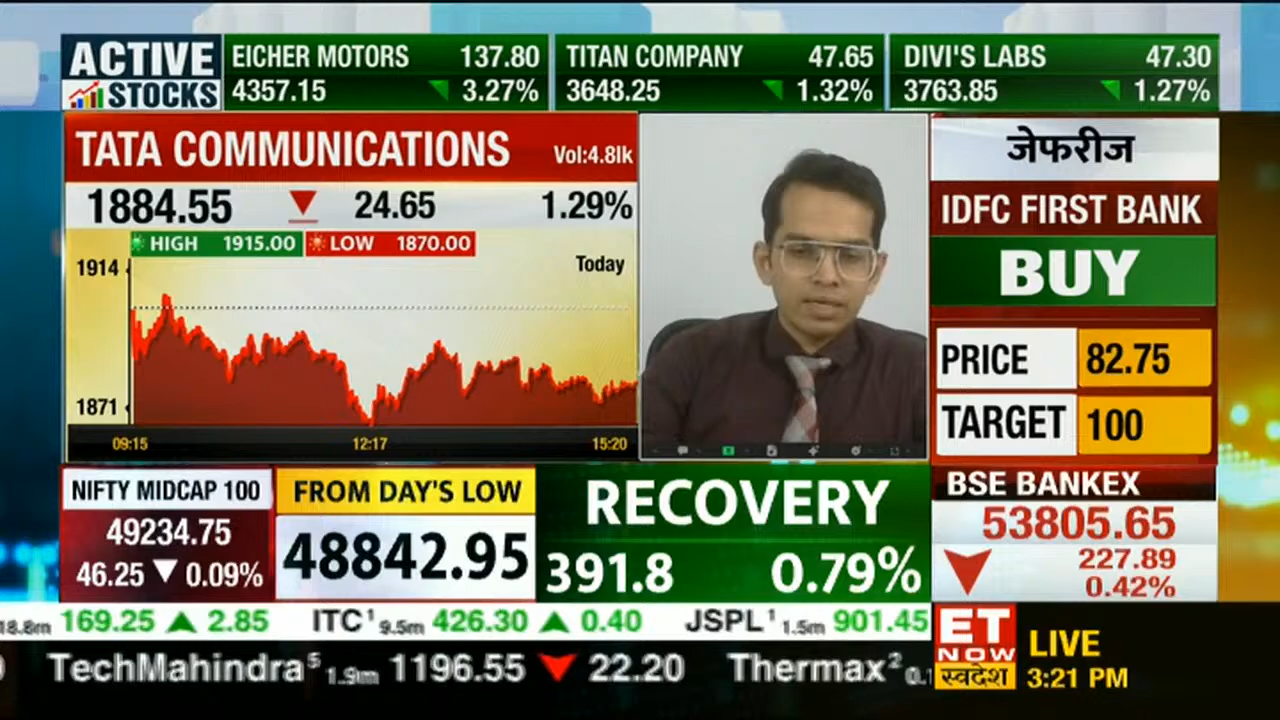 ACTIVE
STOCKS
EICHER MOTORS 137.80
4357.15 3.27%
TITAN COMPANY 47.65
3648.25 1.32%
DIVI'S LABS 47.30
3763.85 1.27%
TATA COMMUNICATIONS Vol:4.8lk
1884.55 24.65 1.29%
HIGH 1915.00 LOW 1870.00
1914 Today
1871
09:15 12:17 15:20
जेफरीज
IDFC FIRST BANK
BUY
PRICE 82.75
TARGET 100
NIFTY MIDCAP 100
49234.75
46.25 ▼ 0.09%
FROM DAY'S LOW
48842.95
RECOVERY
391.8 0.79%
BSE BANKEX
53805.65
227.89
0.42%
18.8m 169.25 ▲ 2.85 ITC¹ 9.5m 426.30 ▲ 0.40 JSPL¹ 1.5m 901.45
TechMahindra⁵ 1.9m 1196.55 ▼ 22.20 Thermax²
ET
NOW
स्वदेश
LIVE
3:21 PM